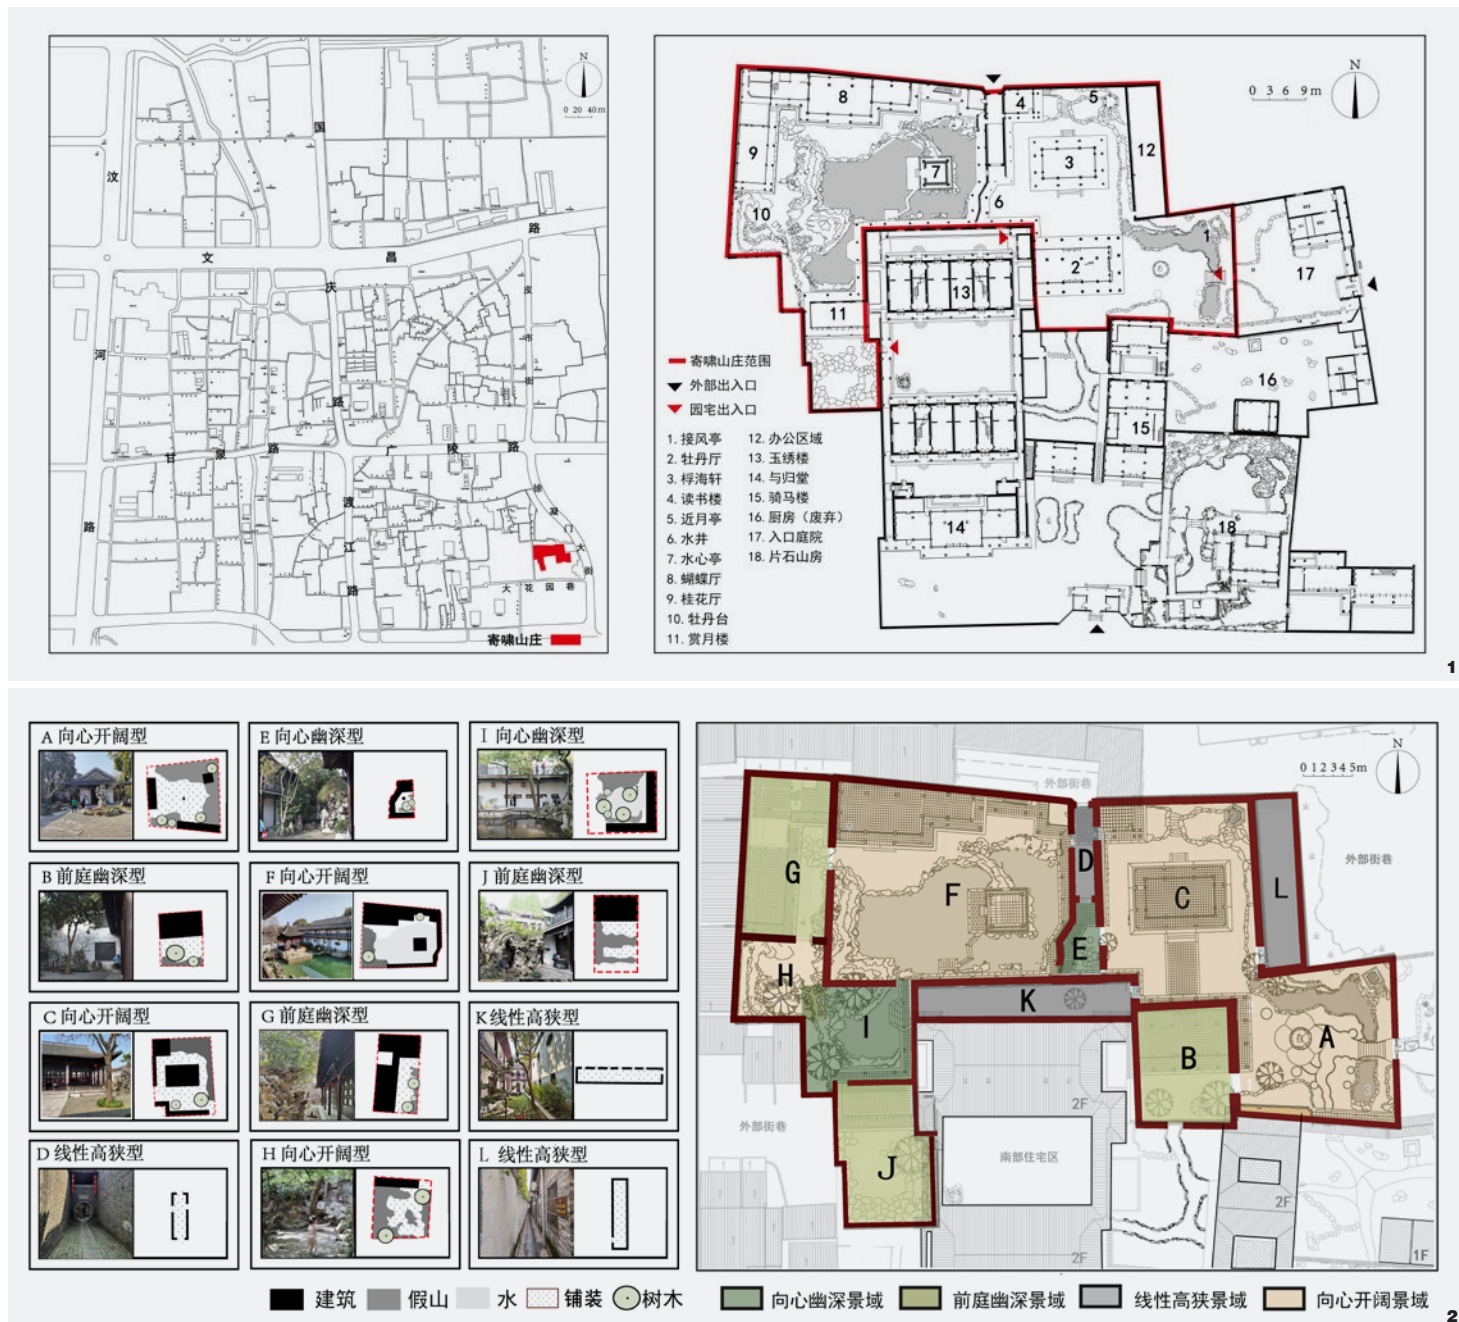 N
0 20 40m
国
汶
文
昌
路
庆
皮
市
街
河
路
甘
泉
路
广
陵
路
徐
凝
门
大
街
渡
江
路
路
大花园巷
寄啸山庄
N
0 3 6 9m
8
4
5
9
7
3
12
6
10
1
2
17
13
11
16
15
14
18
寄啸山庄范围
外部出入口
园宅出入口
1. 接风亭
2. 牡丹厅
3. 桴海轩
4. 读书楼
5. 近月亭
6. 水井
7. 水心亭
8. 蝴蝶厅
9. 桂花厅
10. 牡丹台
11. 赏月楼
12. 办公区域
13. 玉绣楼
14. 与归堂
15. 骑马楼
16. 厨房（废弃）
17. 入口庭院
18. 片石山房
1
A 向心开阔型
E 向心幽深型
I 向心幽深型
B 前庭幽深型
F 向心开阔型
J 前庭幽深型
C 向心开阔型
G 前庭幽深型
K 线性高狭型
D 线性高狭型
H 向心开阔型
L 线性高狭型
N
0 1 2 3 4 5m
外部街巷
外部街巷
G
F
D
C
L
E
H
K
I
A
B
J
3
外部街巷
2F
南部住宅区
2F
2F
1F
建筑
假山
水
铺装
树木
向心幽深景域
前庭幽深景域
线性高狭景域
向心开阔景域
2